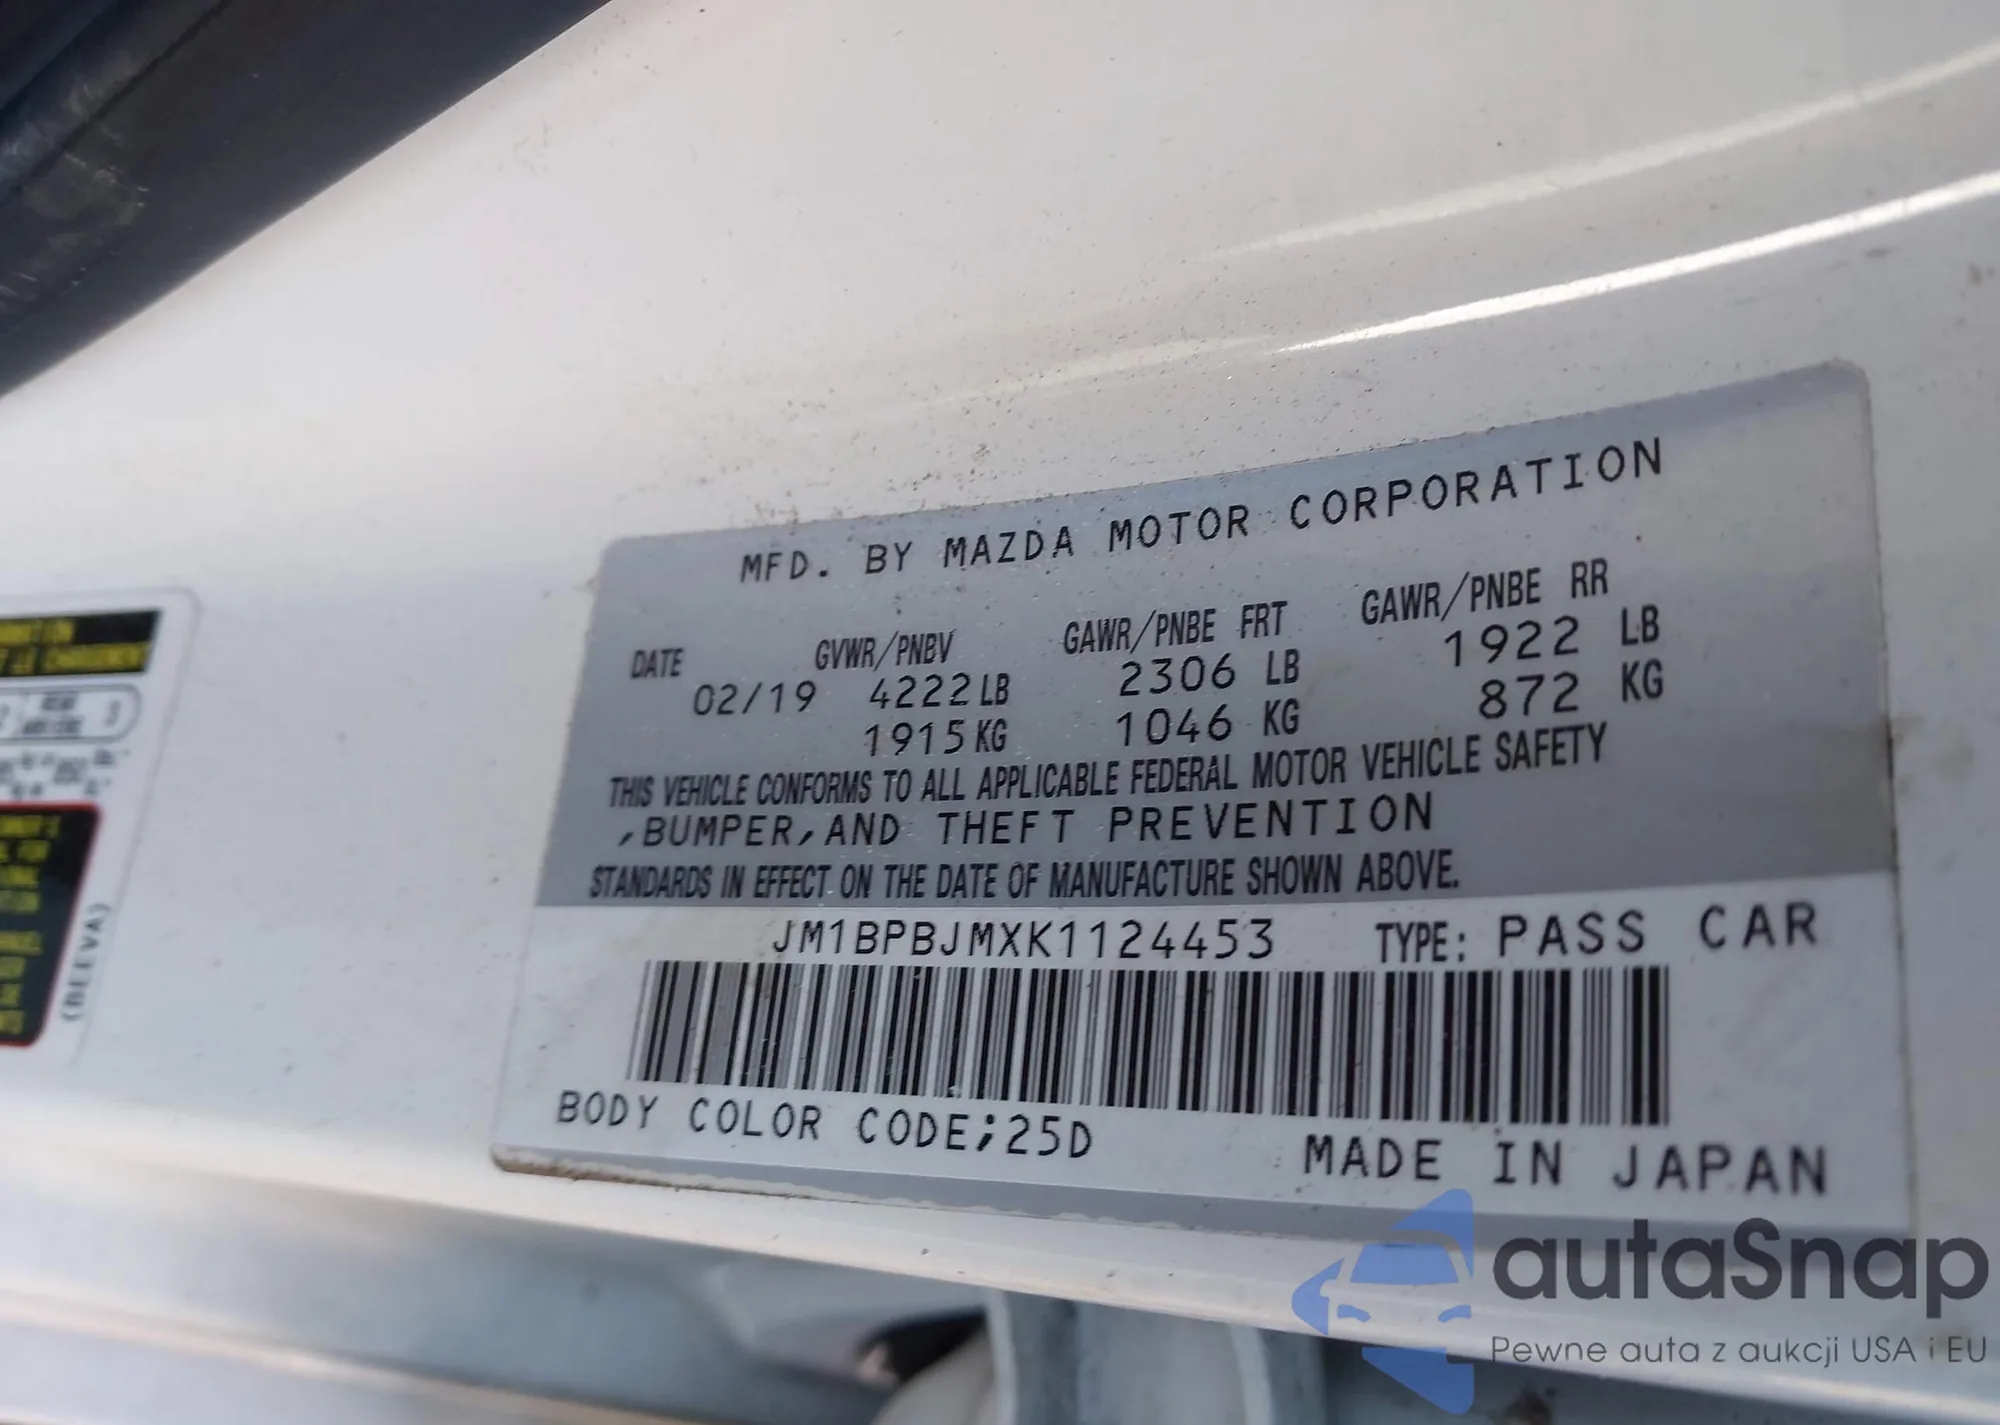 MFD. BY MAZDA MOTOR CORPORATION
DATE GVWR/PNBV GAWR/PNBE FRT GAWR/PNBE RR
02/19 4222 LB 2306 LB 1922 LB
1915 KG 1046 KG 872 KG
THIS VEHICLE CONFORMS TO ALL APPLICABLE FEDERAL MOTOR VEHICLE SAFETY
,BUMPER,AND THEFT PREVENTION
STANDARDS IN EFFECT ON THE DATE OF MANUFACTURE SHOWN ABOVE.
JM1BPBJMXK1124453 TYPE: PASS CAR
BODY COLOR CODE;25D
MADE IN JAPAN
(BEEVA)
autaSnap
Pewne auta z aukcji USA i EU